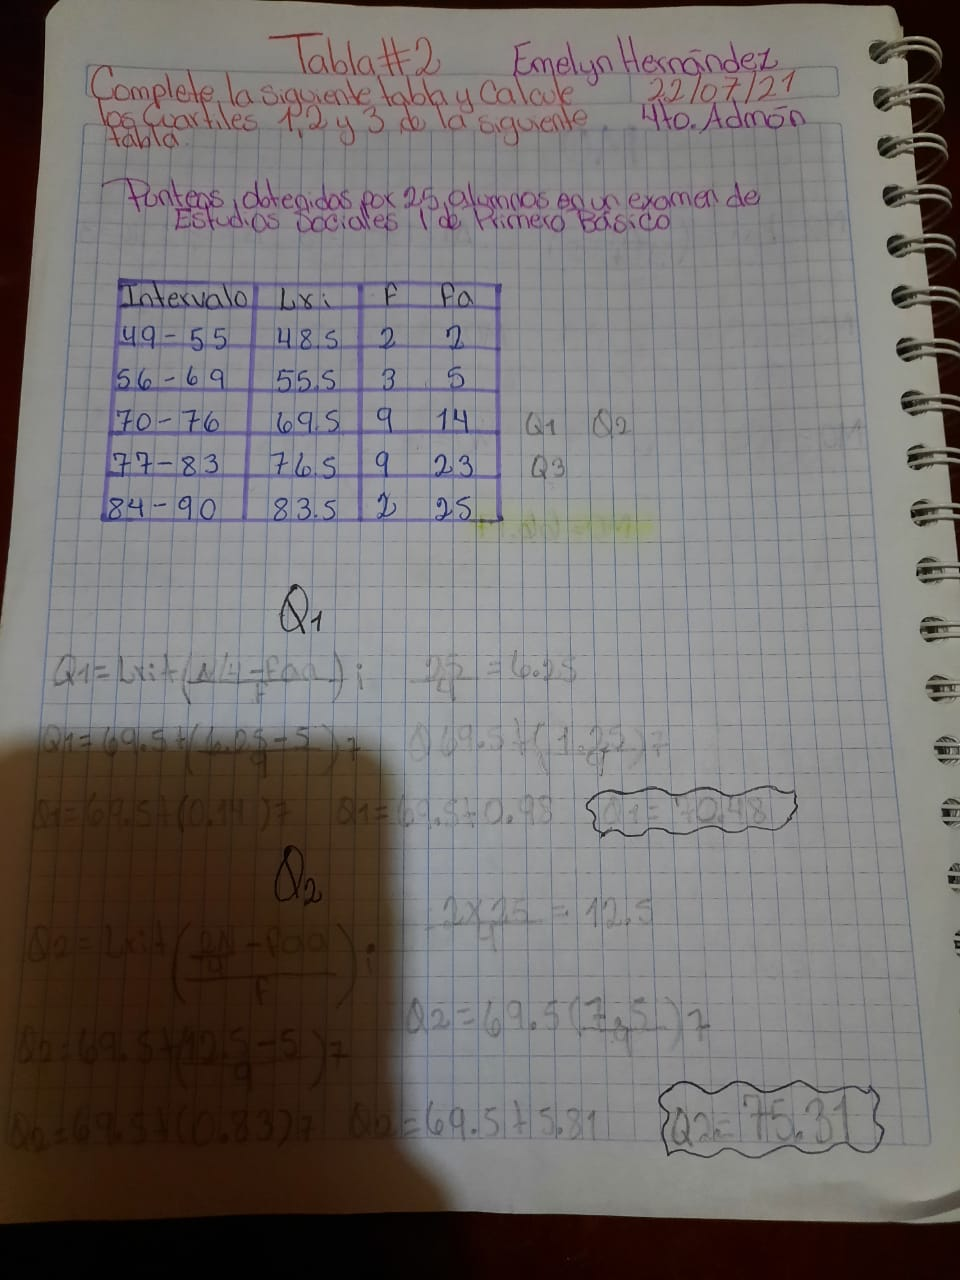 Tabla #2 Emelyn Hernández
Complete la siguiente tabla y Calcule 22/07/21
los Cuartiles 1, 2 y 3 de la siguiente 4to. Admón
tabla.
Punteos obtenidos por 25 alumnos en un examen de
Estudios Sociales 1 de Primero Básico
Intervalo Lxi F Fa
49-55 48.5 2 2
56-69 55.5 3 5
70-76 69.5 9 14 Q1 Q2
77-83 76.5 9 23 Q3
84-90 83.5 2 25
Q1
Q1=Lxi+(N/4-Faa/F)i 25/4=6.25
Q1=69.5+(6.25-5/9)7 Q 69.5+(1.25/9)7
Q1=69.5+(0.14)7 Q1=69.5+0.98 Q1=70.48
Q2
2x25/4=12.5
Q2=Lxi+(2N/4-Faa/F)i
Q2=69.5(7.5/9)7
Q2=69.5+(12.5-5/9)7
Q2=69.5+(0.83)7 Q2=69.5+5.81 Q2=75.31